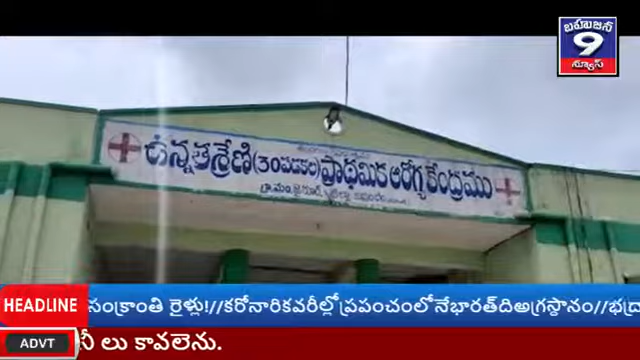 బహుజన్
9
న్యూస్
ఉన్నతశ్రేణి(30పడకల)ప్రాథమిక ఆరోగ్య కేంద్రము
HEADLINE
సంక్రాంతి రైళ్లు!//కరోనారికవరీల్లోప్రపంచంలోనేభారత్‌దిఅగ్రస్థానం//భద్రా
ADVT
నీ లు కావలెను.